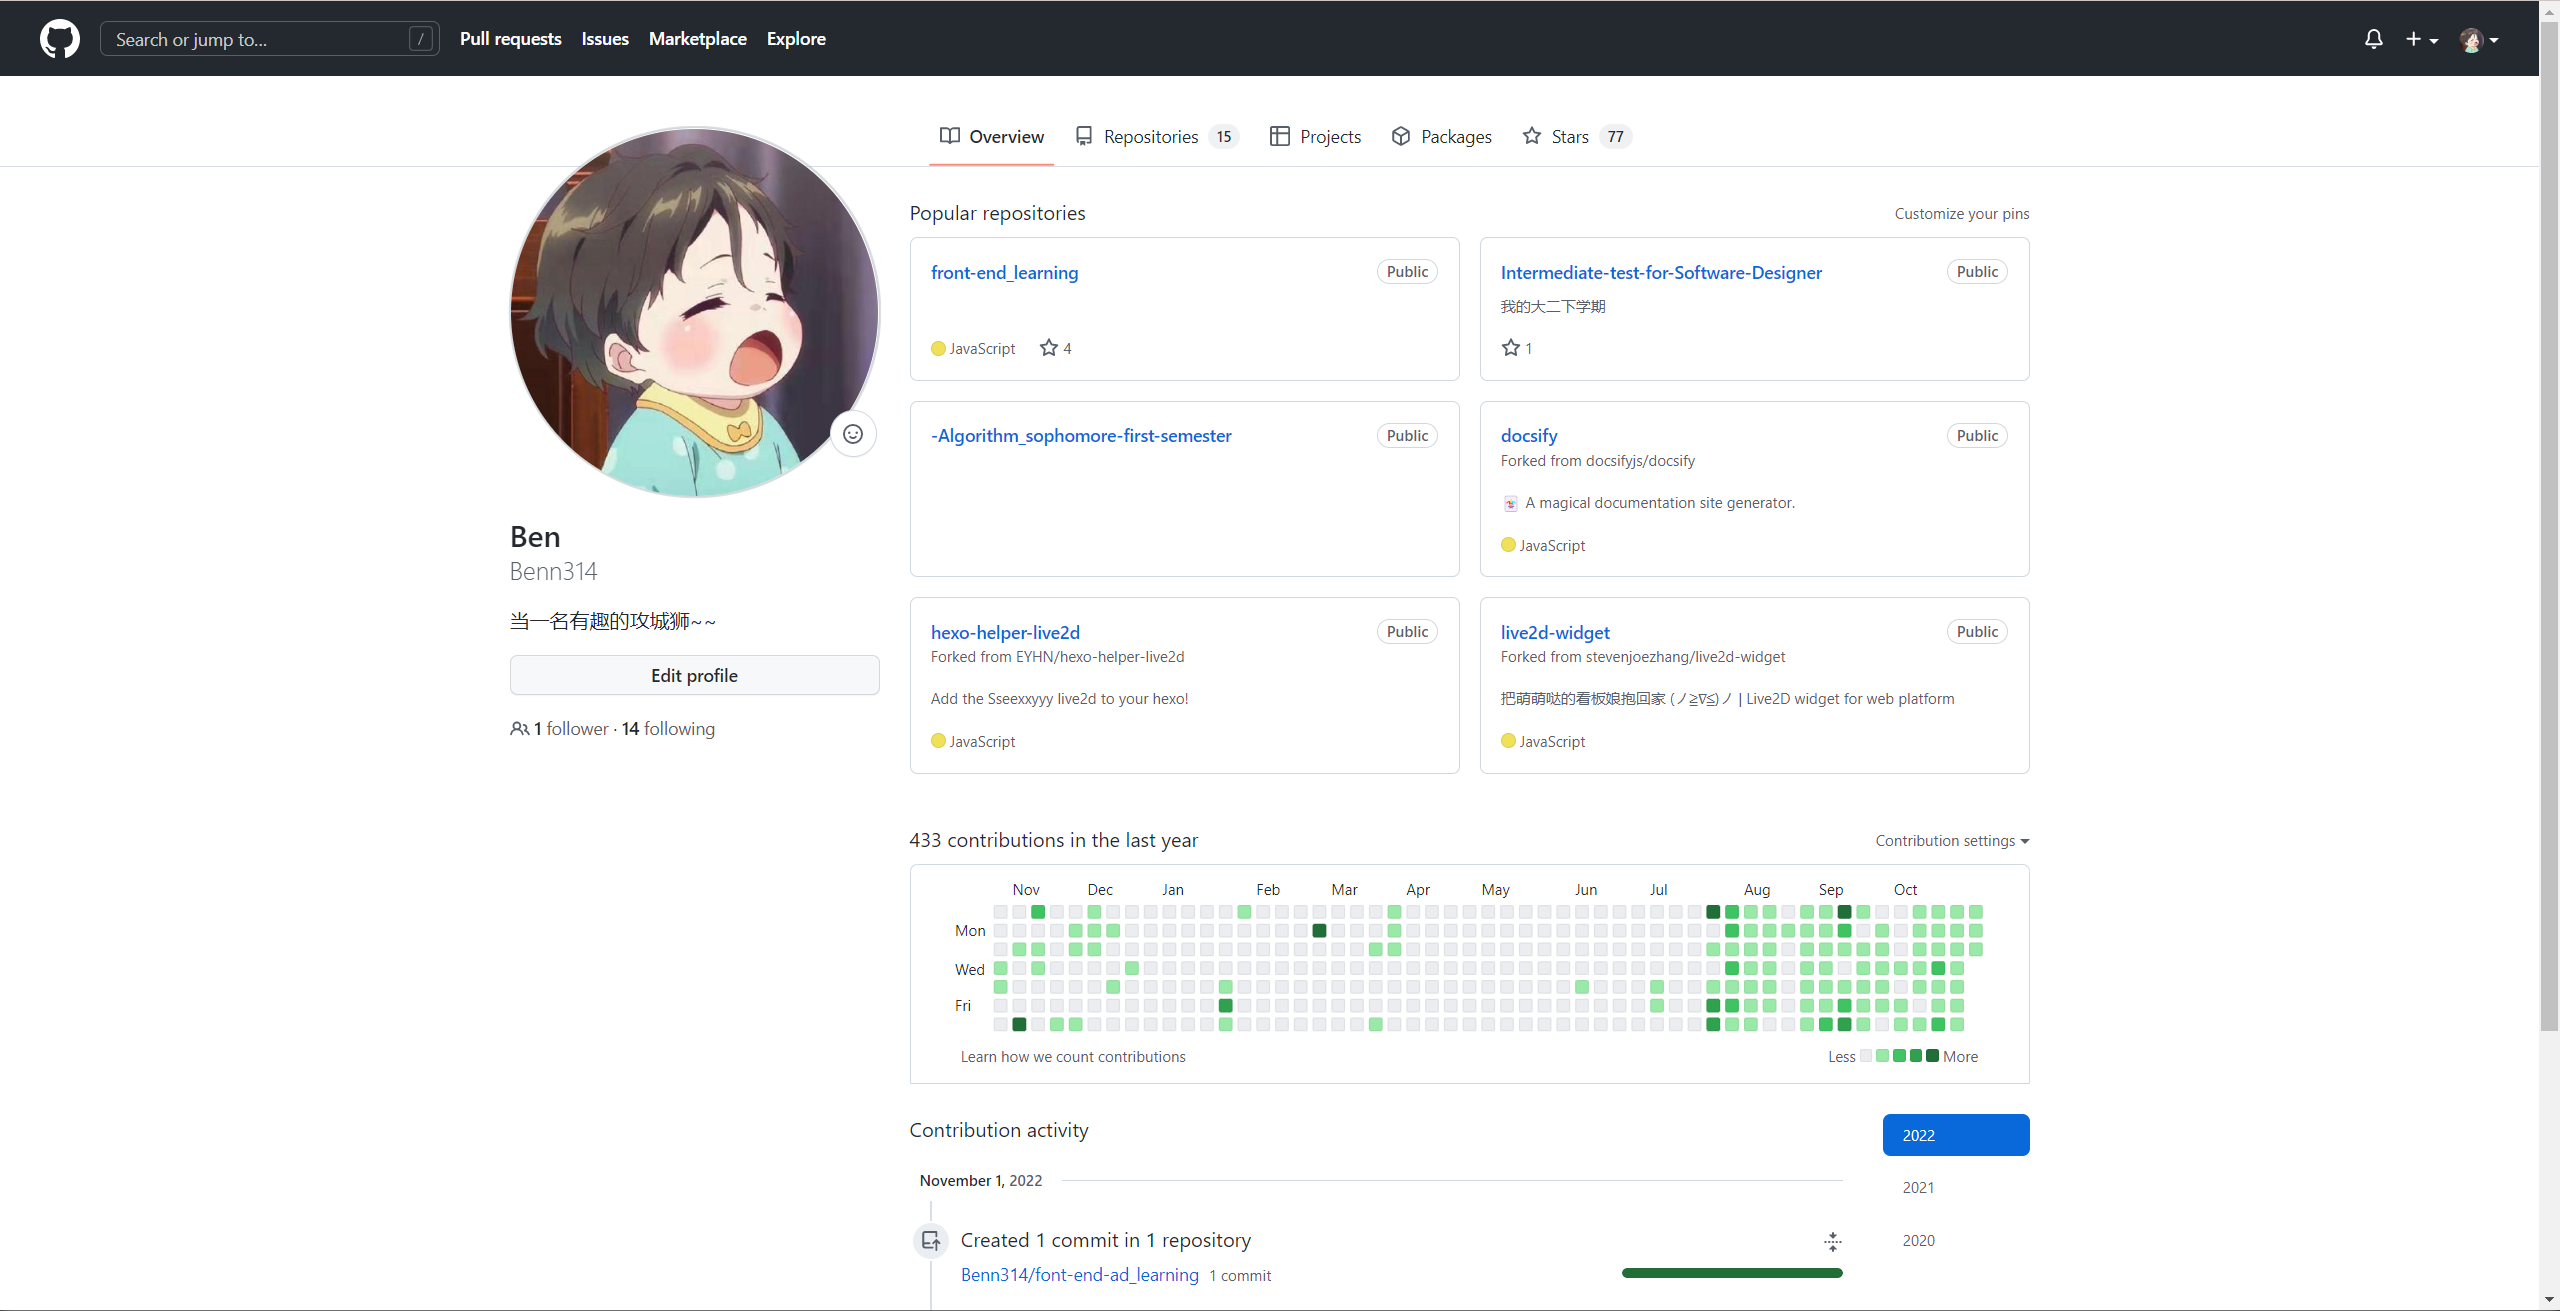 Search or jump to... /
Pull requests Issues Marketplace Explore
Overview Repositories 15 Projects Packages Stars 77
Ben
Benn314
当一名有趣的攻城狮~~
Edit profile
1 follower · 14 following
Popular repositories
Customize your pins
front-end_learning Public
JavaScript 4
Intermediate-test-for-Software-Designer Public
我的大二下学期
1
-Algorithm_sophomore-first-semester Public
docsify Public
Forked from docsifyjs/docsify
🃏 A magical documentation site generator.
JavaScript
hexo-helper-live2d Public
Forked from EYHN/hexo-helper-live2d
Add the Sseexxyyy live2d to your hexo!
JavaScript
live2d-widget Public
Forked from stevenjoezhang/live2d-widget
把萌萌哒的看板娘抱回家 (ノ≧∇≦)ノ | Live2D widget for web platform
JavaScript
433 contributions in the last year
Contribution settings
Nov Dec Jan Feb Mar Apr May Jun Jul Aug Sep Oct
Mon
Wed
Fri
Learn how we count contributions
Less More
Contribution activity
2022
2021
2020
November 1, 2022
Created 1 commit in 1 repository
Benn314/font-end-ad_learning 1 commit